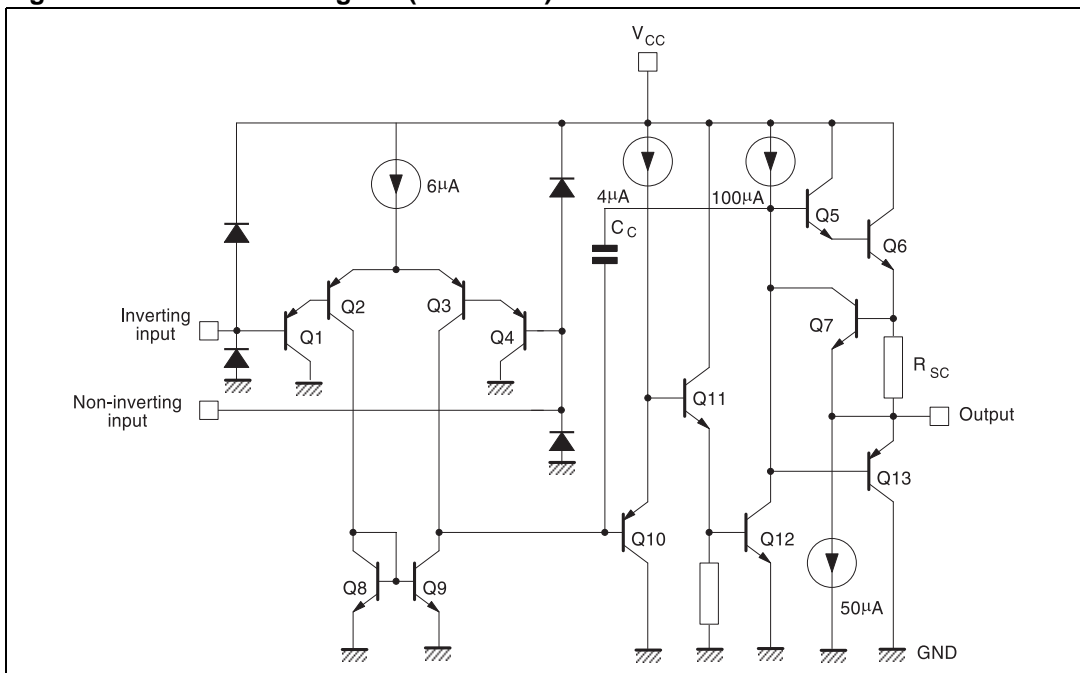 V CC
6µA
4µA
100µA
C C
Q5
Q6
Q2
Q3
Inverting
input
Q1
Q4
Q7
R SC
Non-inverting
input
Q11
Output
Q13
Q10
Q12
Q8
Q9
50µA
GND